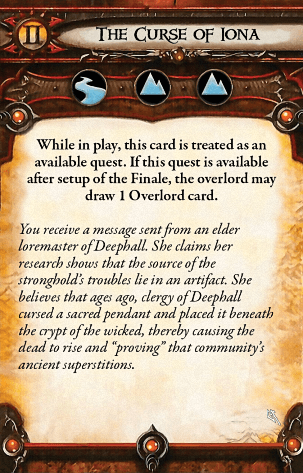 II
THE CURSE OF IONA
While in play, this card is treated as an
available quest. If this quest is available
after setup of the Finale, the overlord may
draw 1 Overlord card.
You receive a message sent from an elder
loremaster of Deephall. She claims her
research shows that the source of the
stronghold's troubles lie in an artifact. She
believes that ages ago, clergy of Deephall
cursed a sacred pendant and placed it beneath
the crypt of the wicked, thereby causing the
dead to rise and “proving” that community's
ancient superstitions.